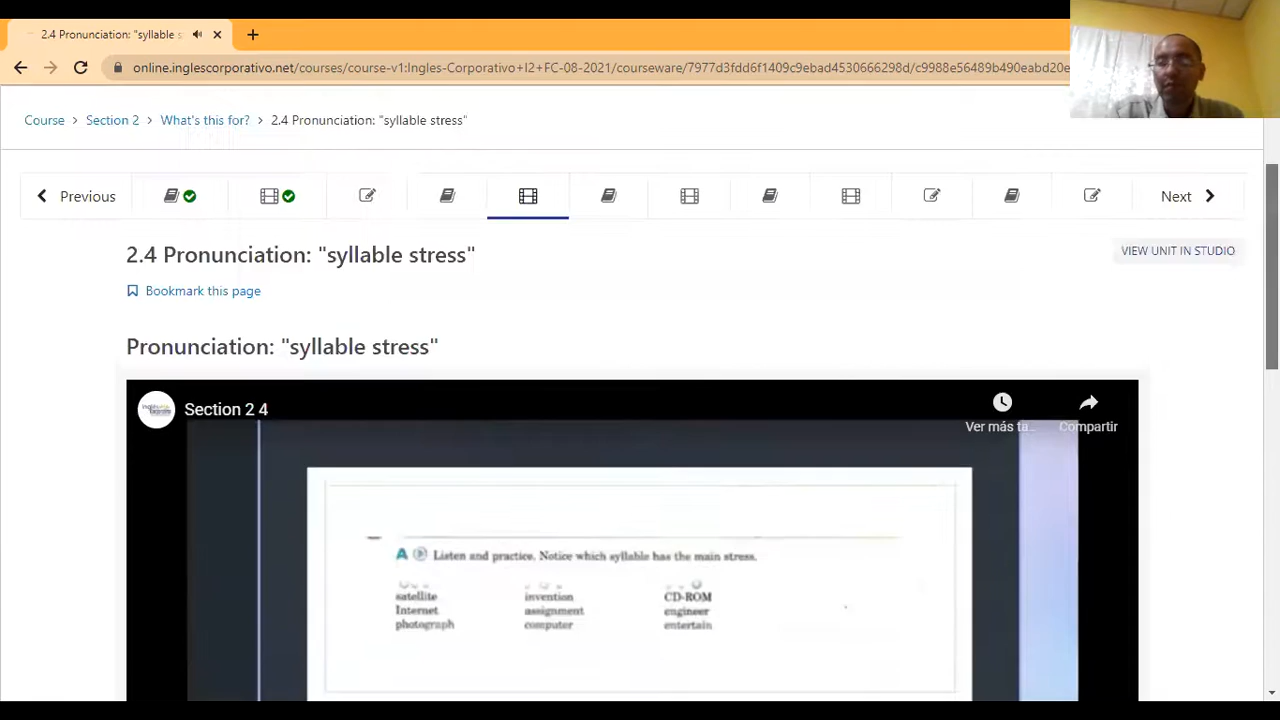 2.4 Pronunciation: "syllable s
online.inglescorporativo.net/courses/course-v1:Ingles-Corporativo+I2+FC-08-2021/courseware/7977d3fdd6f1409c9ebad4530666298d/c9988e56489b490eabd20e
Course > Section 2 > What's this for? > 2.4 Pronunciation: "syllable stress"
Previous
Next
2.4 Pronunciation: "syllable stress"
VIEW UNIT IN STUDIO
Bookmark this page
Pronunciation: "syllable stress"
Section 2 4
Ver más ta...
Compartir
A Listen and practice. Notice which syllable has the main stress.
satellite invention CD-ROM
Internet assignment engineer
photograph computer entertain